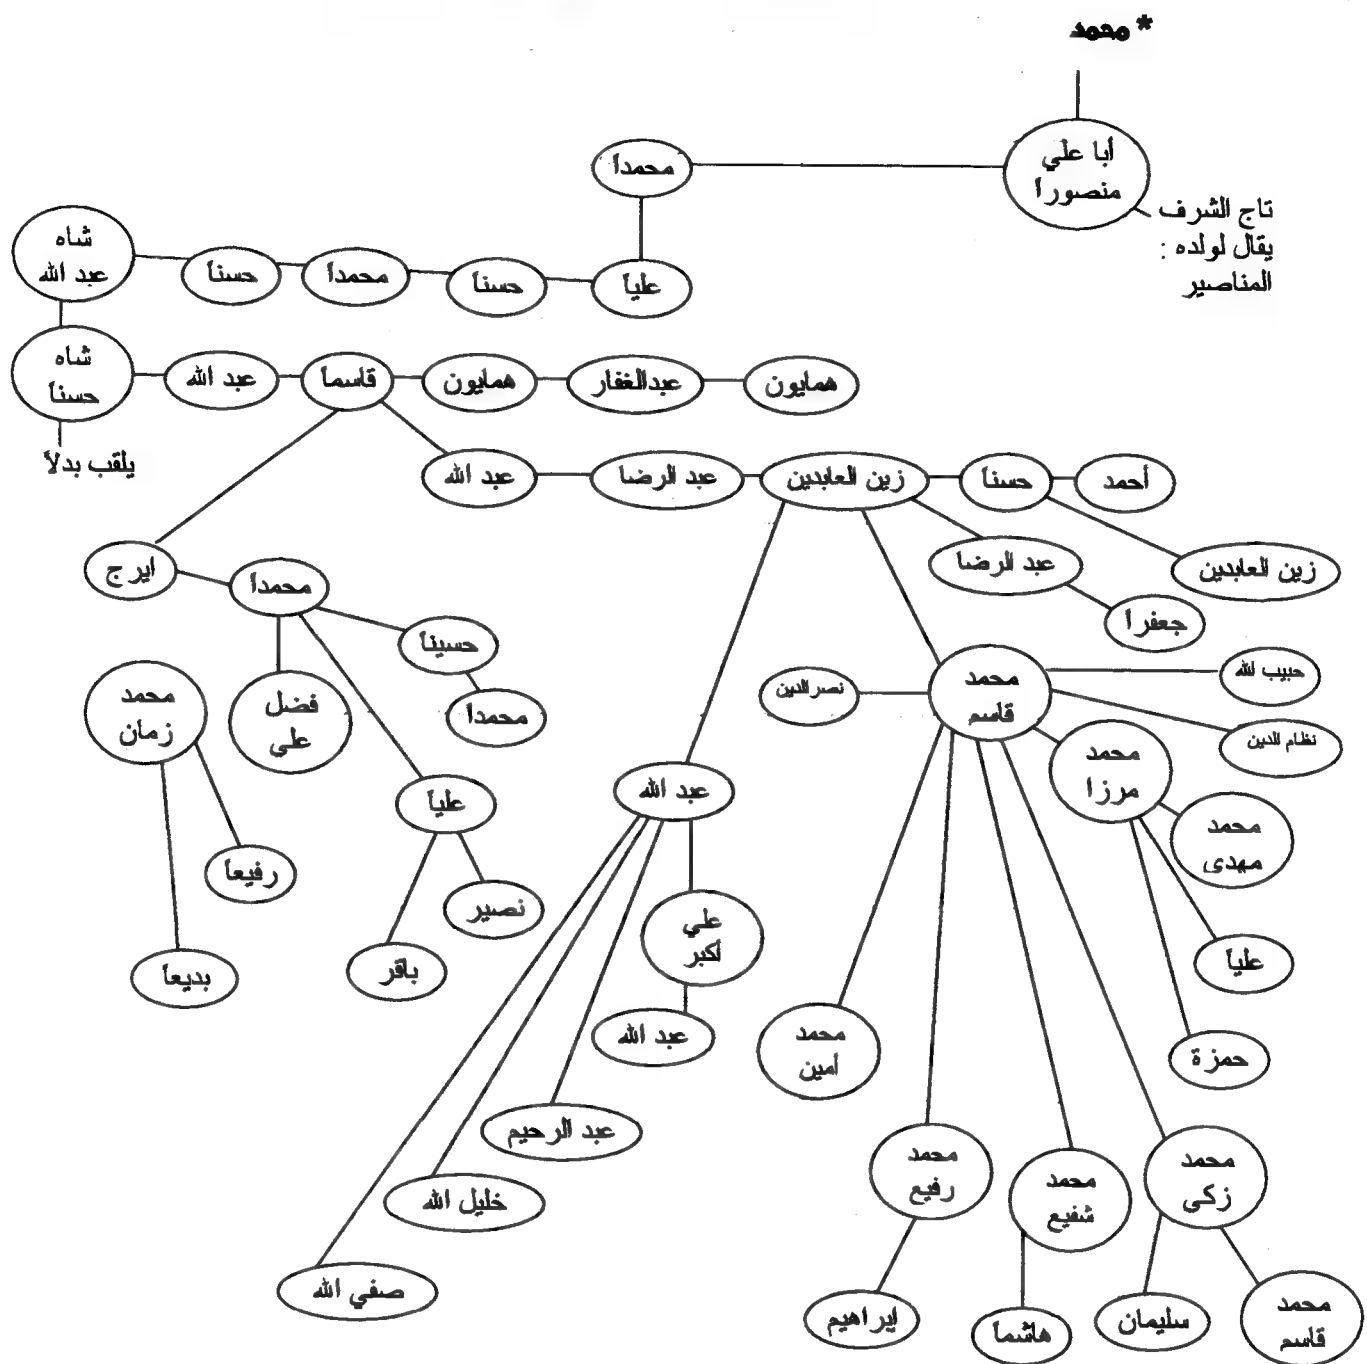 * محمد
أبا علي
منصورا
تاج الشرف
يقال لولده :
المناصير
محمداً
علياً
حسناً
محمداً
حسناً
شاه
عبد الله
شاه
حسناً
يلقب بدلاً
عبد الله
قاسماً
همايون
عبدالغفار
همايون
عبد الله
عبد الرضا
زين العابدين
حسناً
أحمد
زين العابدين
عبد الرضا
جعفرا
ايرج
محمداً
حسيناً
محمداً
فضل
علي
علياً
نصير
باقر
محمد
زمان
رفيعاً
بديعاً
محمد
قاسم
حبيب الله
نظام الدين
نصر الدين
محمد
مرزا
محمد
مهدى
علياً
حمزة
عبد الله
علي
أكبر
عبد الله
عبد الرحيم
خليل الله
صفي الله
محمد
أمين
محمد
رفيع
محمد
شفيع
محمد
زكي
ايراهيم
هاشماً
سليمان
محمد
قاسم